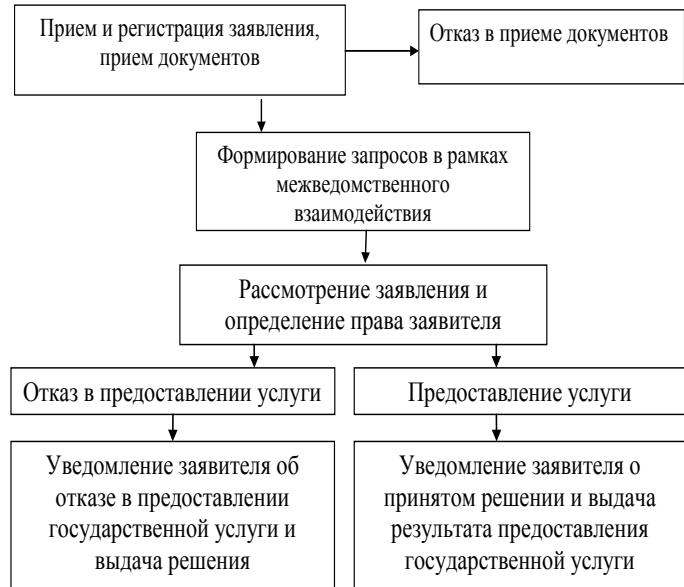 Прием и регистрация заявления,
прием документов
Отказ в приеме документов
Формирование запросов в рамках
межведомственного
взаимодействия
Рассмотрение заявления и
определение права заявителя
Отказ в предоставлении услуги
Предоставление услуги
Уведомление заявителя об
отказе в предоставлении
государственной услуги и
выдача решения
Уведомление заявителя о
принятом решении и выдача
результата предоставления
государственной услуги